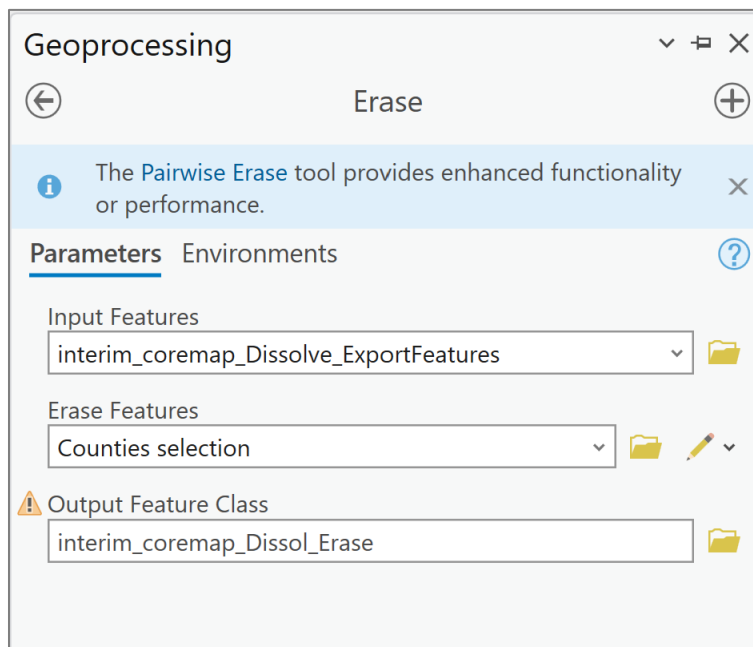 Geoprocessing
Erase
The Pairwise Erase tool provides enhanced functionality
or performance.
Parameters Environments
Input Features
interim_coremap_Dissolve_ExportFeatures
Erase Features
Counties selection
Output Feature Class
interim_coremap_Dissol_Erase